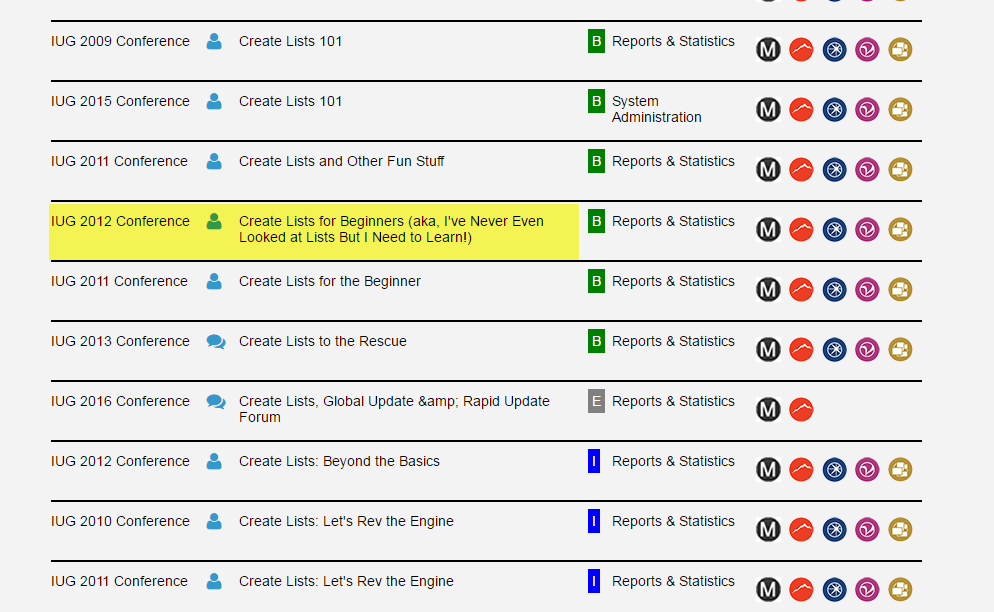 IUG 2009 Conference Create Lists 101 B Reports & Statistics M
IUG 2015 Conference Create Lists 101 B System M
Administration
IUG 2011 Conference Create Lists and Other Fun Stuff B Reports & Statistics M
IUG 2012 Conference Create Lists for Beginners (aka, I've Never Even B Reports & Statistics M
Looked at Lists But I Need to Learn!)
IUG 2011 Conference Create Lists for the Beginner B Reports & Statistics M
IUG 2013 Conference Create Lists to the Rescue B Reports & Statistics M
IUG 2016 Conference Create Lists, Global Update &amp; Rapid Update E Reports & Statistics M
Forum
IUG 2012 Conference Create Lists: Beyond the Basics I Reports & Statistics M
IUG 2010 Conference Create Lists: Let's Rev the Engine I Reports & Statistics M
IUG 2011 Conference Create Lists: Let's Rev the Engine I Reports & Statistics M